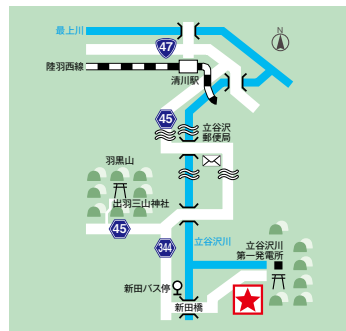 最上川
47
N
陸羽西線
清川駅
45
立谷沢
郵便局
羽黒山
出羽三山神社
45
344
立谷沢川
立谷沢川
第一発電所
新田バス停
新田橋